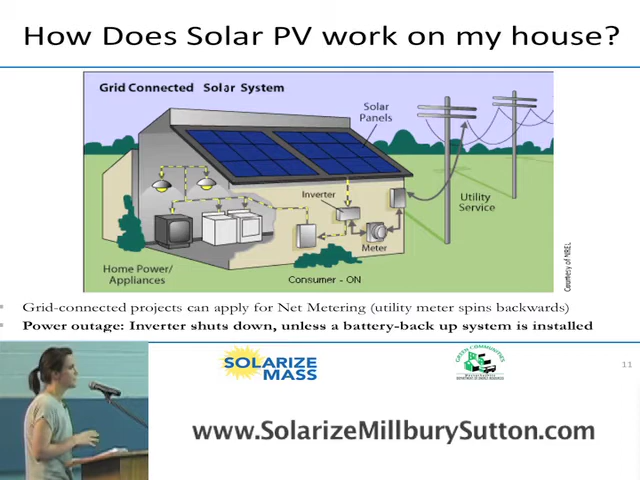 How Does Solar PV work on my house?
Grid Connected Solar System
Solar
Panels
Inverter
Utility
Service
Meter
Home Power/
Appliances
Consumer - ON
Courtesy of NREL
Grid-connected projects can apply for Net Metering (utility meter spins backwards)
Power outage: Inverter shuts down, unless a battery-back up system is installed
SOLARIZE
MASS
GREEN COMMUNITIES
11
www.SolarizeMillburySutton.com